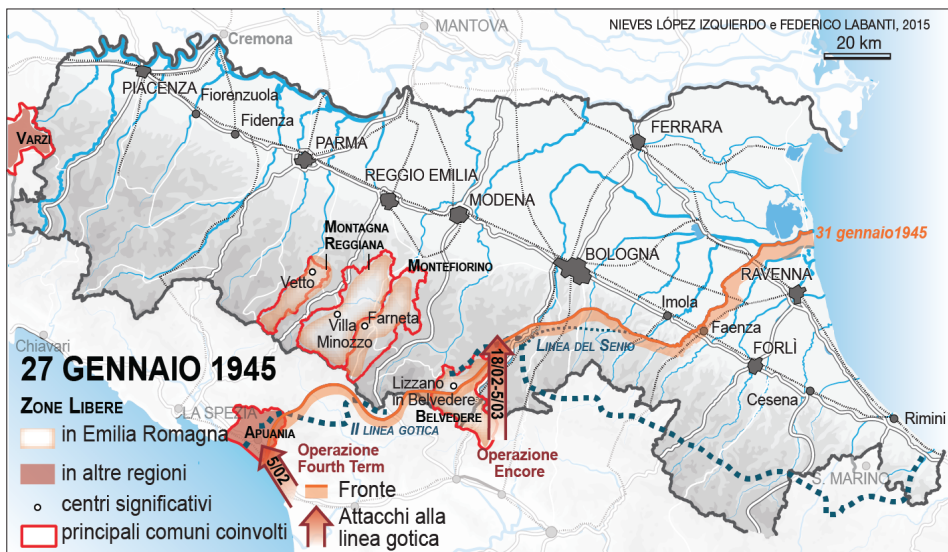 NIEVES LÓPEZ IZQUIERDO e FEDERICO LABANTI, 2015
20 km
MANTOVA
Cremona
PIACENZA
Fiorenzuola
Fidenza
VARZI
PARMA
FERRARA
REGGIO EMILIA
MODENA
MONTAGNA
REGGIANA
MONTEFIORINO
Vetto
Villa
Minozzo
Farneta
BOLOGNA
31 gennaio1945
RAVENNA
Imola
Faenza
FORLÌ
Cesena
Rimini
S. MARINO
LINEA DEL SENIO
18/02-5/03
Lizzano
in Belvedere
BELVEDERE
II LINEA GOTICA
Chiavari
LA SPEZIA
APUANIA
5/02
Operazione
Fourth Term
Operazione
Encore
27 GENNAIO 1945
ZONE LIBERE
in Emilia Romagna
in altre regioni
centri significativi
principali comuni coinvolti
Fronte
Attacchi alla
linea gotica